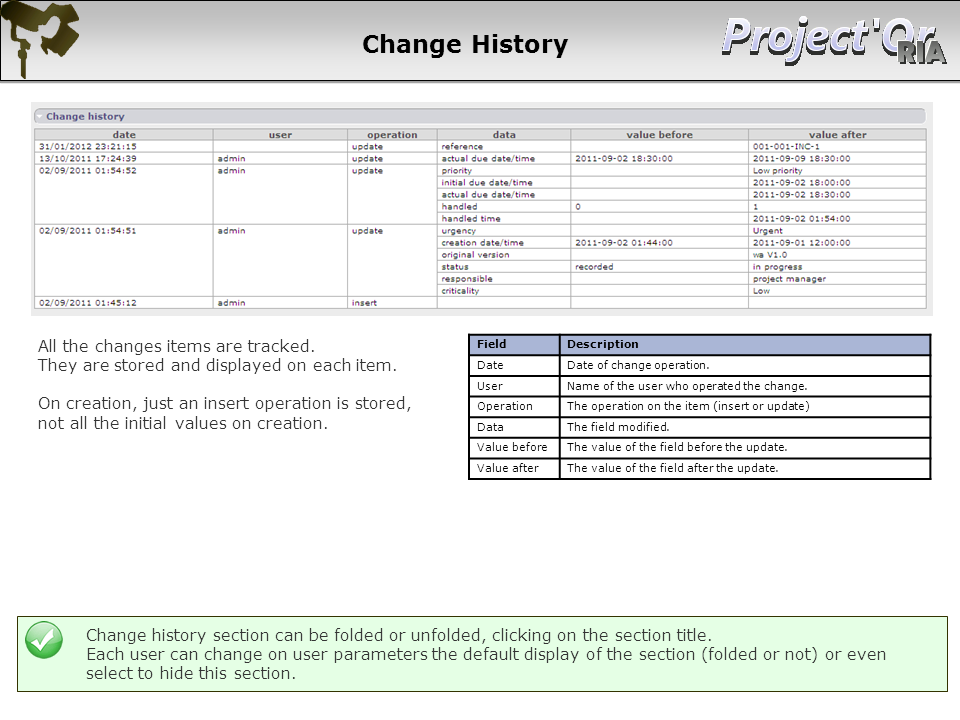 Change History
Project'Or
RIA
Change history
date user operation data value before value after
31/01/2012 23:21:15 update reference 001-001-INC-1
13/10/2011 17:24:39 admin update actual due date/time 2011-09-02 18:30:00 2011-09-09 18:30:00
02/09/2011 01:54:52 admin update priority Low priority
initial due date/time 2011-09-02 18:00:00
actual due date/time 2011-09-02 18:30:00
handled 0 1
handled time 2011-09-02 01:54:00
02/09/2011 01:54:51 admin update urgency Urgent
creation date/time 2011-09-02 01:44:00 2011-09-01 12:00:00
original version wa V1.0
status recorded in progress
responsible project manager
criticality Low
02/09/2011 01:45:12 admin insert
All the changes items are tracked.
They are stored and displayed on each item.
On creation, just an insert operation is stored,
not all the initial values on creation.
Field Description
Date Date of change operation.
User Name of the user who operated the change.
Operation The operation on the item (insert or update)
Data The field modified.
Value before The value of the field before the update.
Value after The value of the field after the update.
Change history section can be folded or unfolded, clicking on the section title.
Each user can change on user parameters the default display of the section (folded or not) or even
select to hide this section.